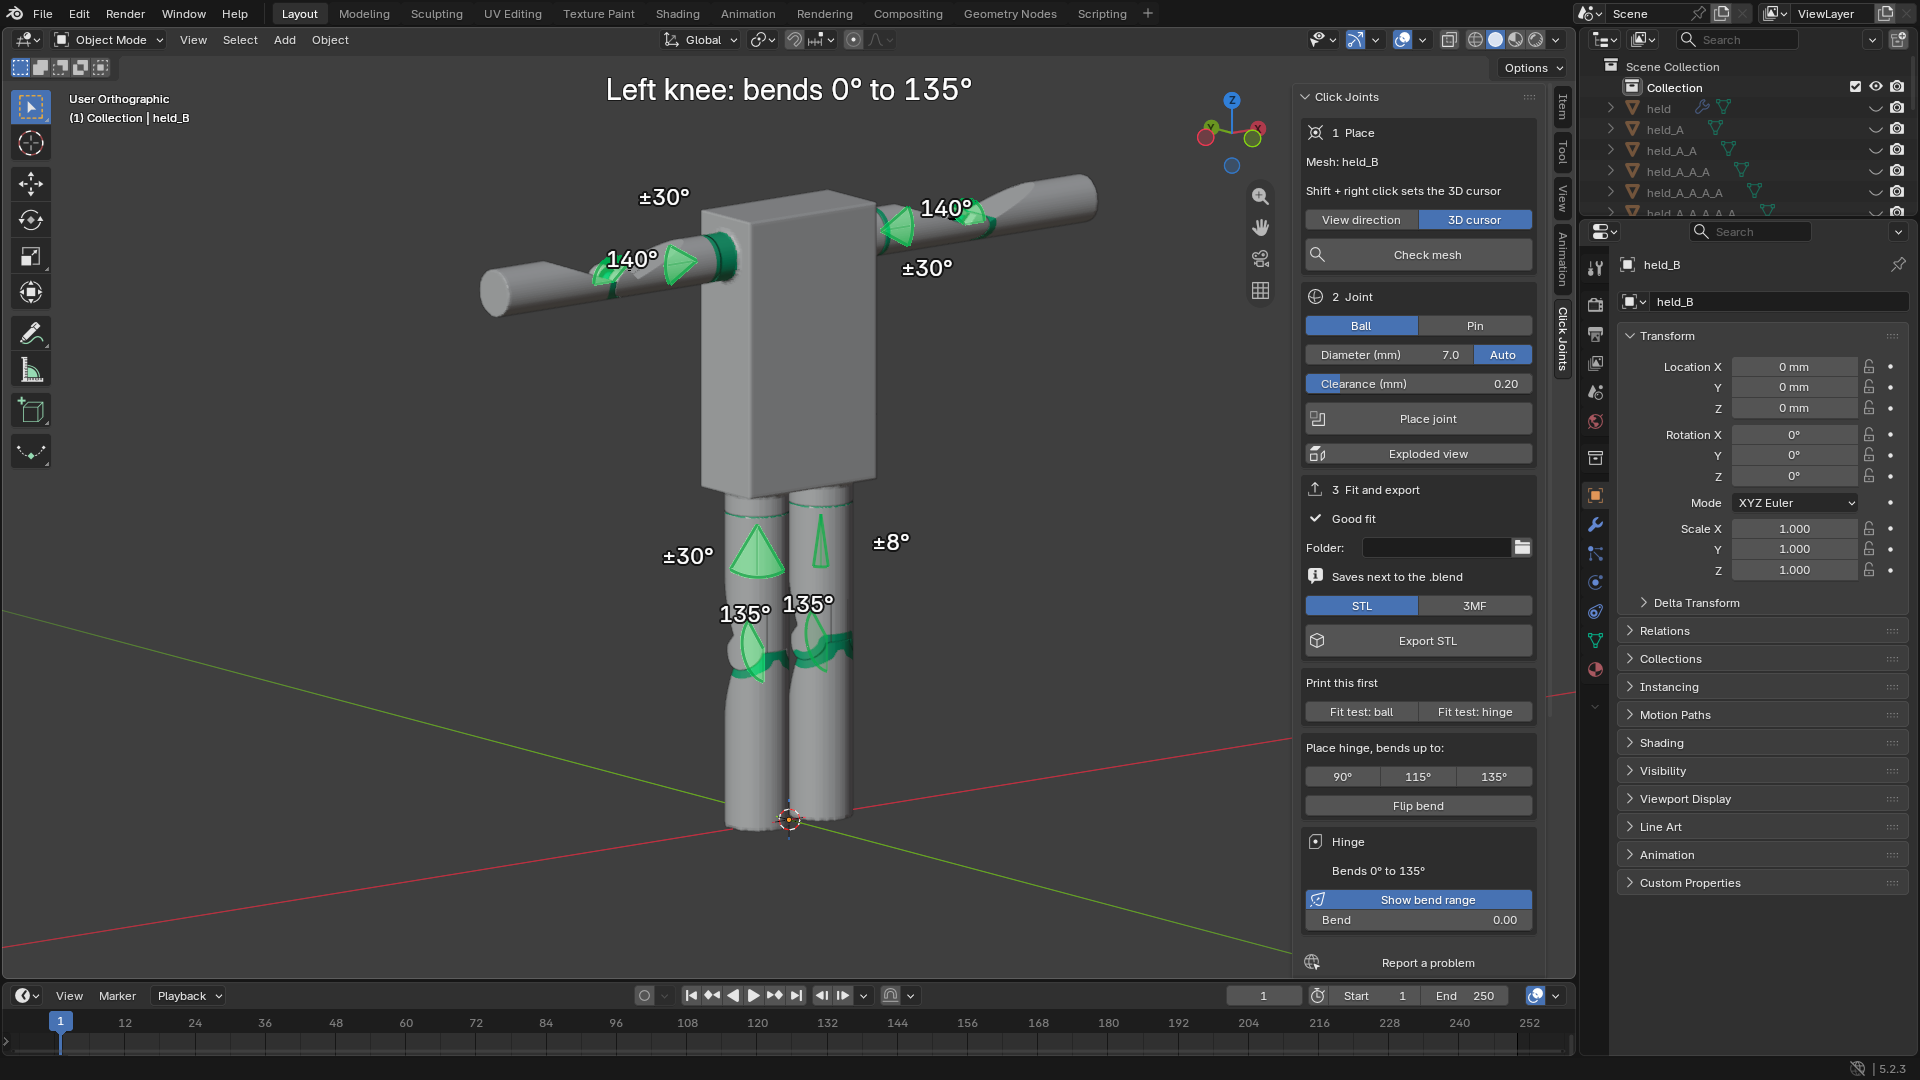 File Edit Render Window Help Layout Modeling Sculpting UV Editing Texture Paint Shading Animation Rendering Compositing Geometry Nodes Scripting + Scene ViewLayer
Object Mode View Select Add Object Global
Options
User Orthographic
(1) Collection | held_B
Left knee: bends 0° to 135°
Z
Y
X
±30°
140°
140°
±30°
±30°
±8°
135°
135°
Click Joints
1 Place
Mesh: held_B
Shift + right click sets the 3D cursor
View direction 3D cursor
Check mesh
2 Joint
Ball Pin
Diameter (mm) 7.0 Auto
Clearance (mm) 0.20
Place joint
Exploded view
3 Fit and export
Good fit
Folder:
Saves next to the .blend
STL 3MF
Export STL
Print this first
Fit test: ball Fit test: hinge
Place hinge, bends up to:
90° 115° 135°
Flip bend
Hinge
Bends 0° to 135°
Show bend range
Bend 0.00
Report a problem
Item
Tool
View
Animation
Click Joints
Search
Scene Collection
Collection
held
held_A
held_A_A
held_A_A_A
held_A_A_A_A
held_A_A_A_A_A
Search
held_B
held_B
Transform
Location X 0 mm
Y 0 mm
Z 0 mm
Rotation X 0°
Y 0°
Z 0°
Mode XYZ Euler
Scale X 1.000
Y 1.000
Z 1.000
Delta Transform
Relations
Collections
Instancing
Motion Paths
Shading
Visibility
Viewport Display
Line Art
Animation
Custom Properties
View Marker Playback 1 Start 1 End 250
1 12 24 36 48 60 72 84 96 108 120 132 144 156 168 180 192 204 216 228 240 252
5.2.3